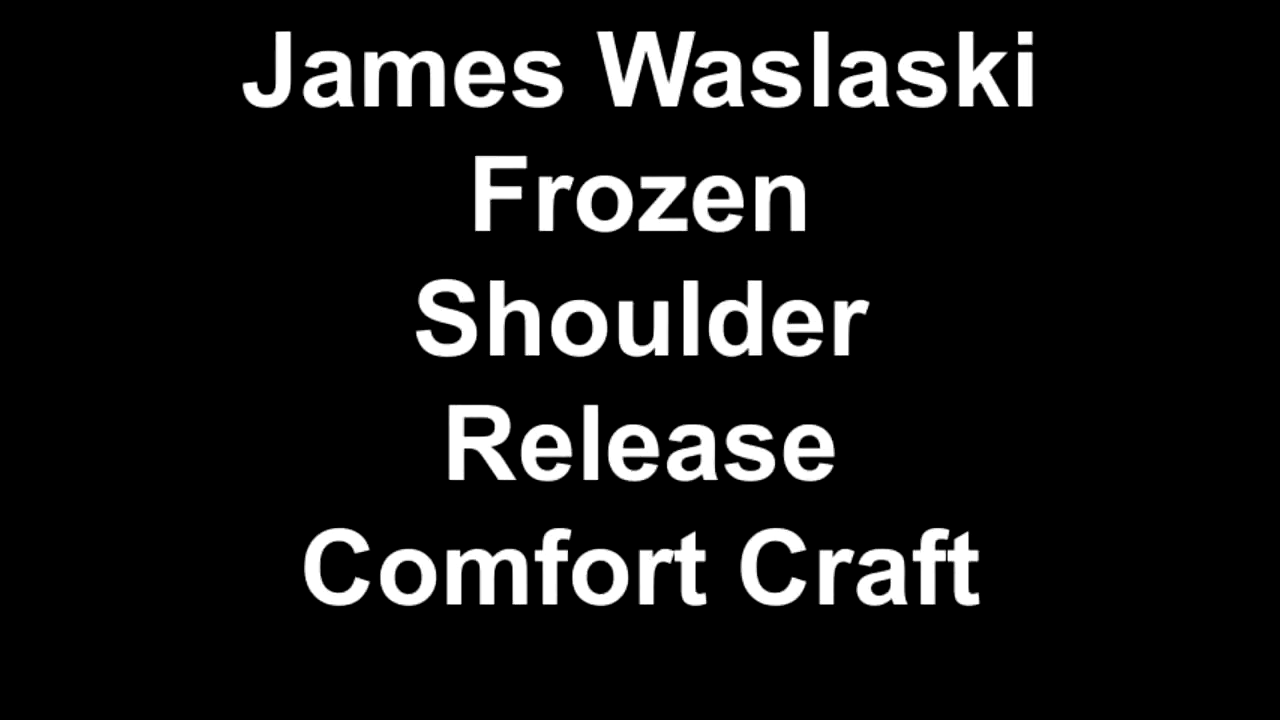 James Waslaski
Frozen
Shoulder
Release
Comfort Craft